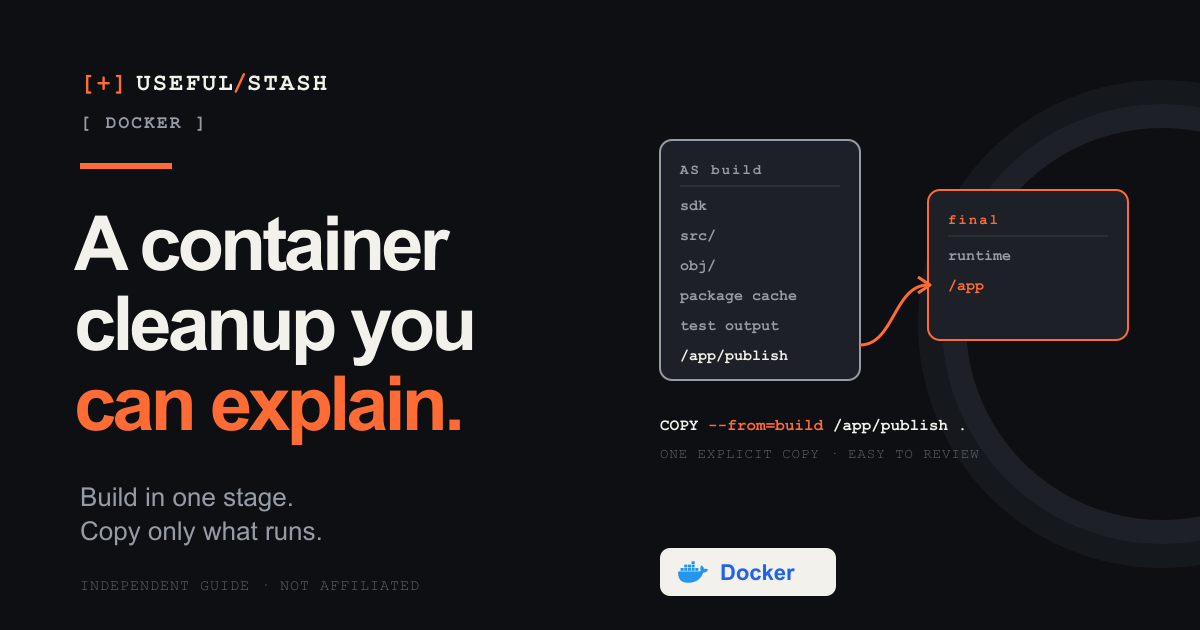 [+] USEFUL/STASH
[ DOCKER ]
A container
cleanup you
can explain.
Build in one stage.
Copy only what runs.
INDEPENDENT GUIDE · NOT AFFILIATED
AS build
sdk
src/
obj/
package cache
test output
/app/publish
final
runtime
/app
COPY --from=build /app/publish .
ONE EXPLICIT COPY · EASY TO REVIEW
Docker